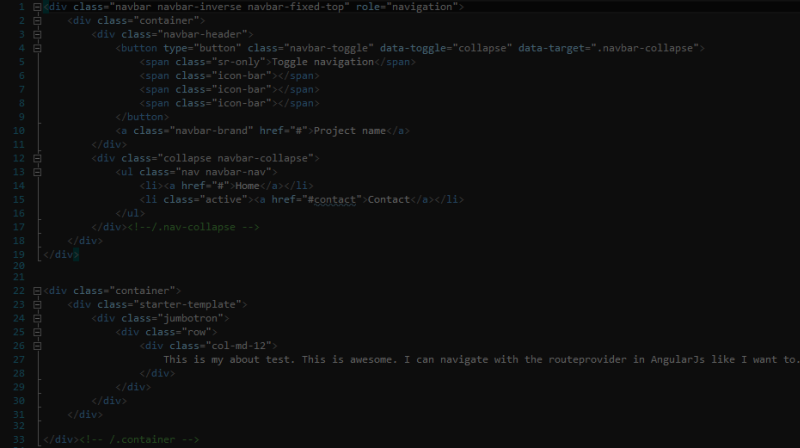 1 <div class="navbar navbar-inverse navbar-fixed-top" role="navigation">
2     <div class="container">
3         <div class="navbar-header">
4             <button type="button" class="navbar-toggle" data-toggle="collapse" data-target=".navbar-collapse">
5                 <span class="sr-only">Toggle navigation</span>
6                 <span class="icon-bar"></span>
7                 <span class="icon-bar"></span>
8                 <span class="icon-bar"></span>
9             </button>
10             <a class="navbar-brand" href="#">Project name</a>
11         </div>
12         <div class="collapse navbar-collapse">
13             <ul class="nav navbar-nav">
14                 <li><a href="#">Home</a></li>
15                 <li class="active"><a href="#contact">Contact</a></li>
16             </ul>
17         </div><!--/.nav-collapse -->
18     </div>
19 </div>
20
21
22 <div class="container">
23     <div class="starter-template">
24         <div class="jumbotron">
25             <div class="row">
26                 <div class="col-md-12">
27                     This is my about test. This is awesome. I can navigate with the routeprovider in AngularJs like I want to.
28                 </div>
29             </div>
30         </div>
31     </div>
32
33 </div><!-- /.container -->